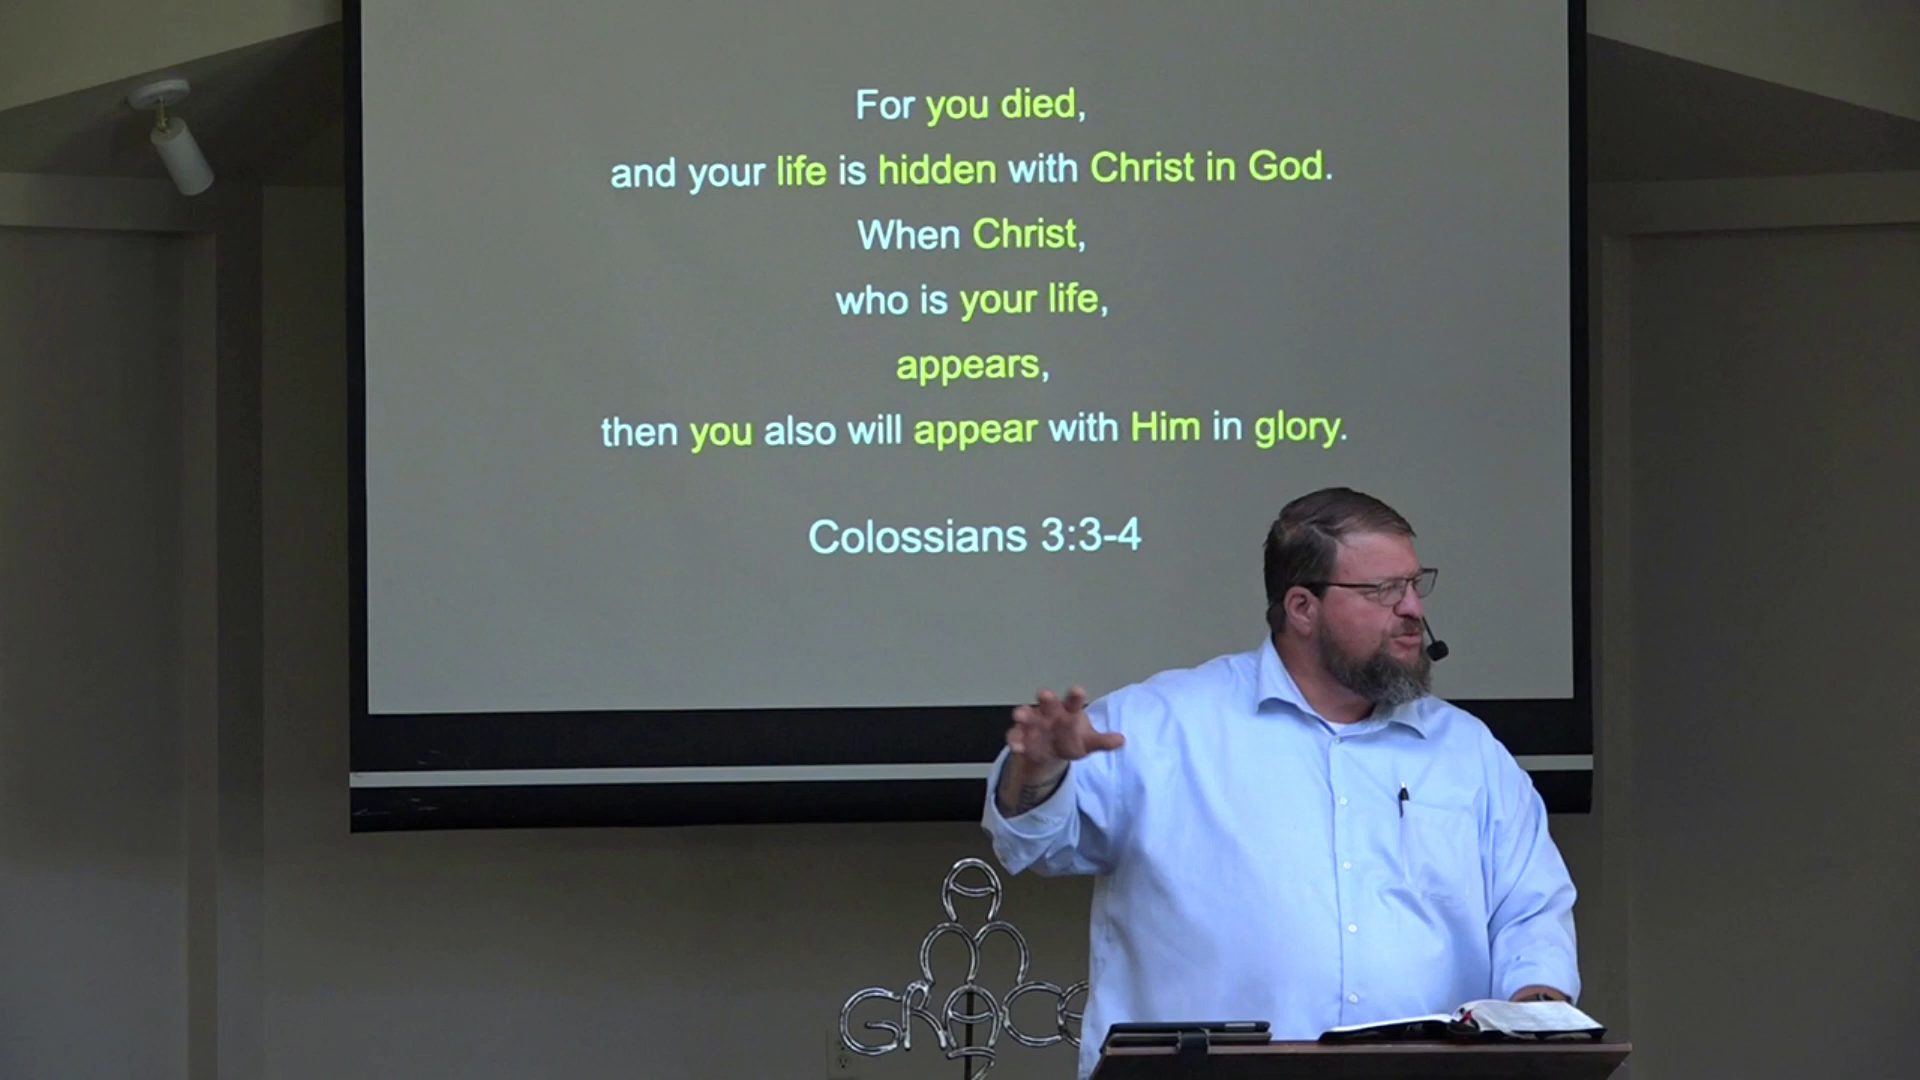 For you died,
and your life is hidden with Christ in God.
When Christ,
who is your life,
appears,
then you also will appear with Him in glory.
Colossians 3:3-4
GRACE